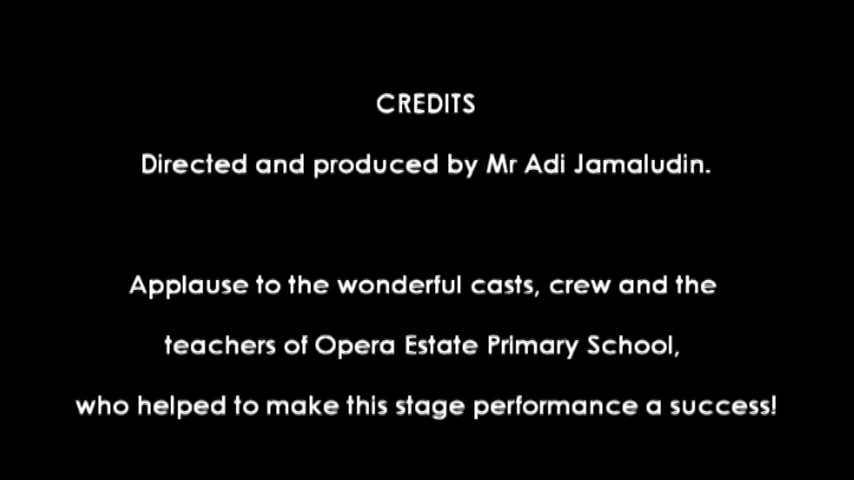 CREDITS
Directed and produced by Mr Adi Jamaludin.
Applause to the wonderful casts, crew and the
teachers of Opera Estate Primary School,
who helped to make this stage performance a success!